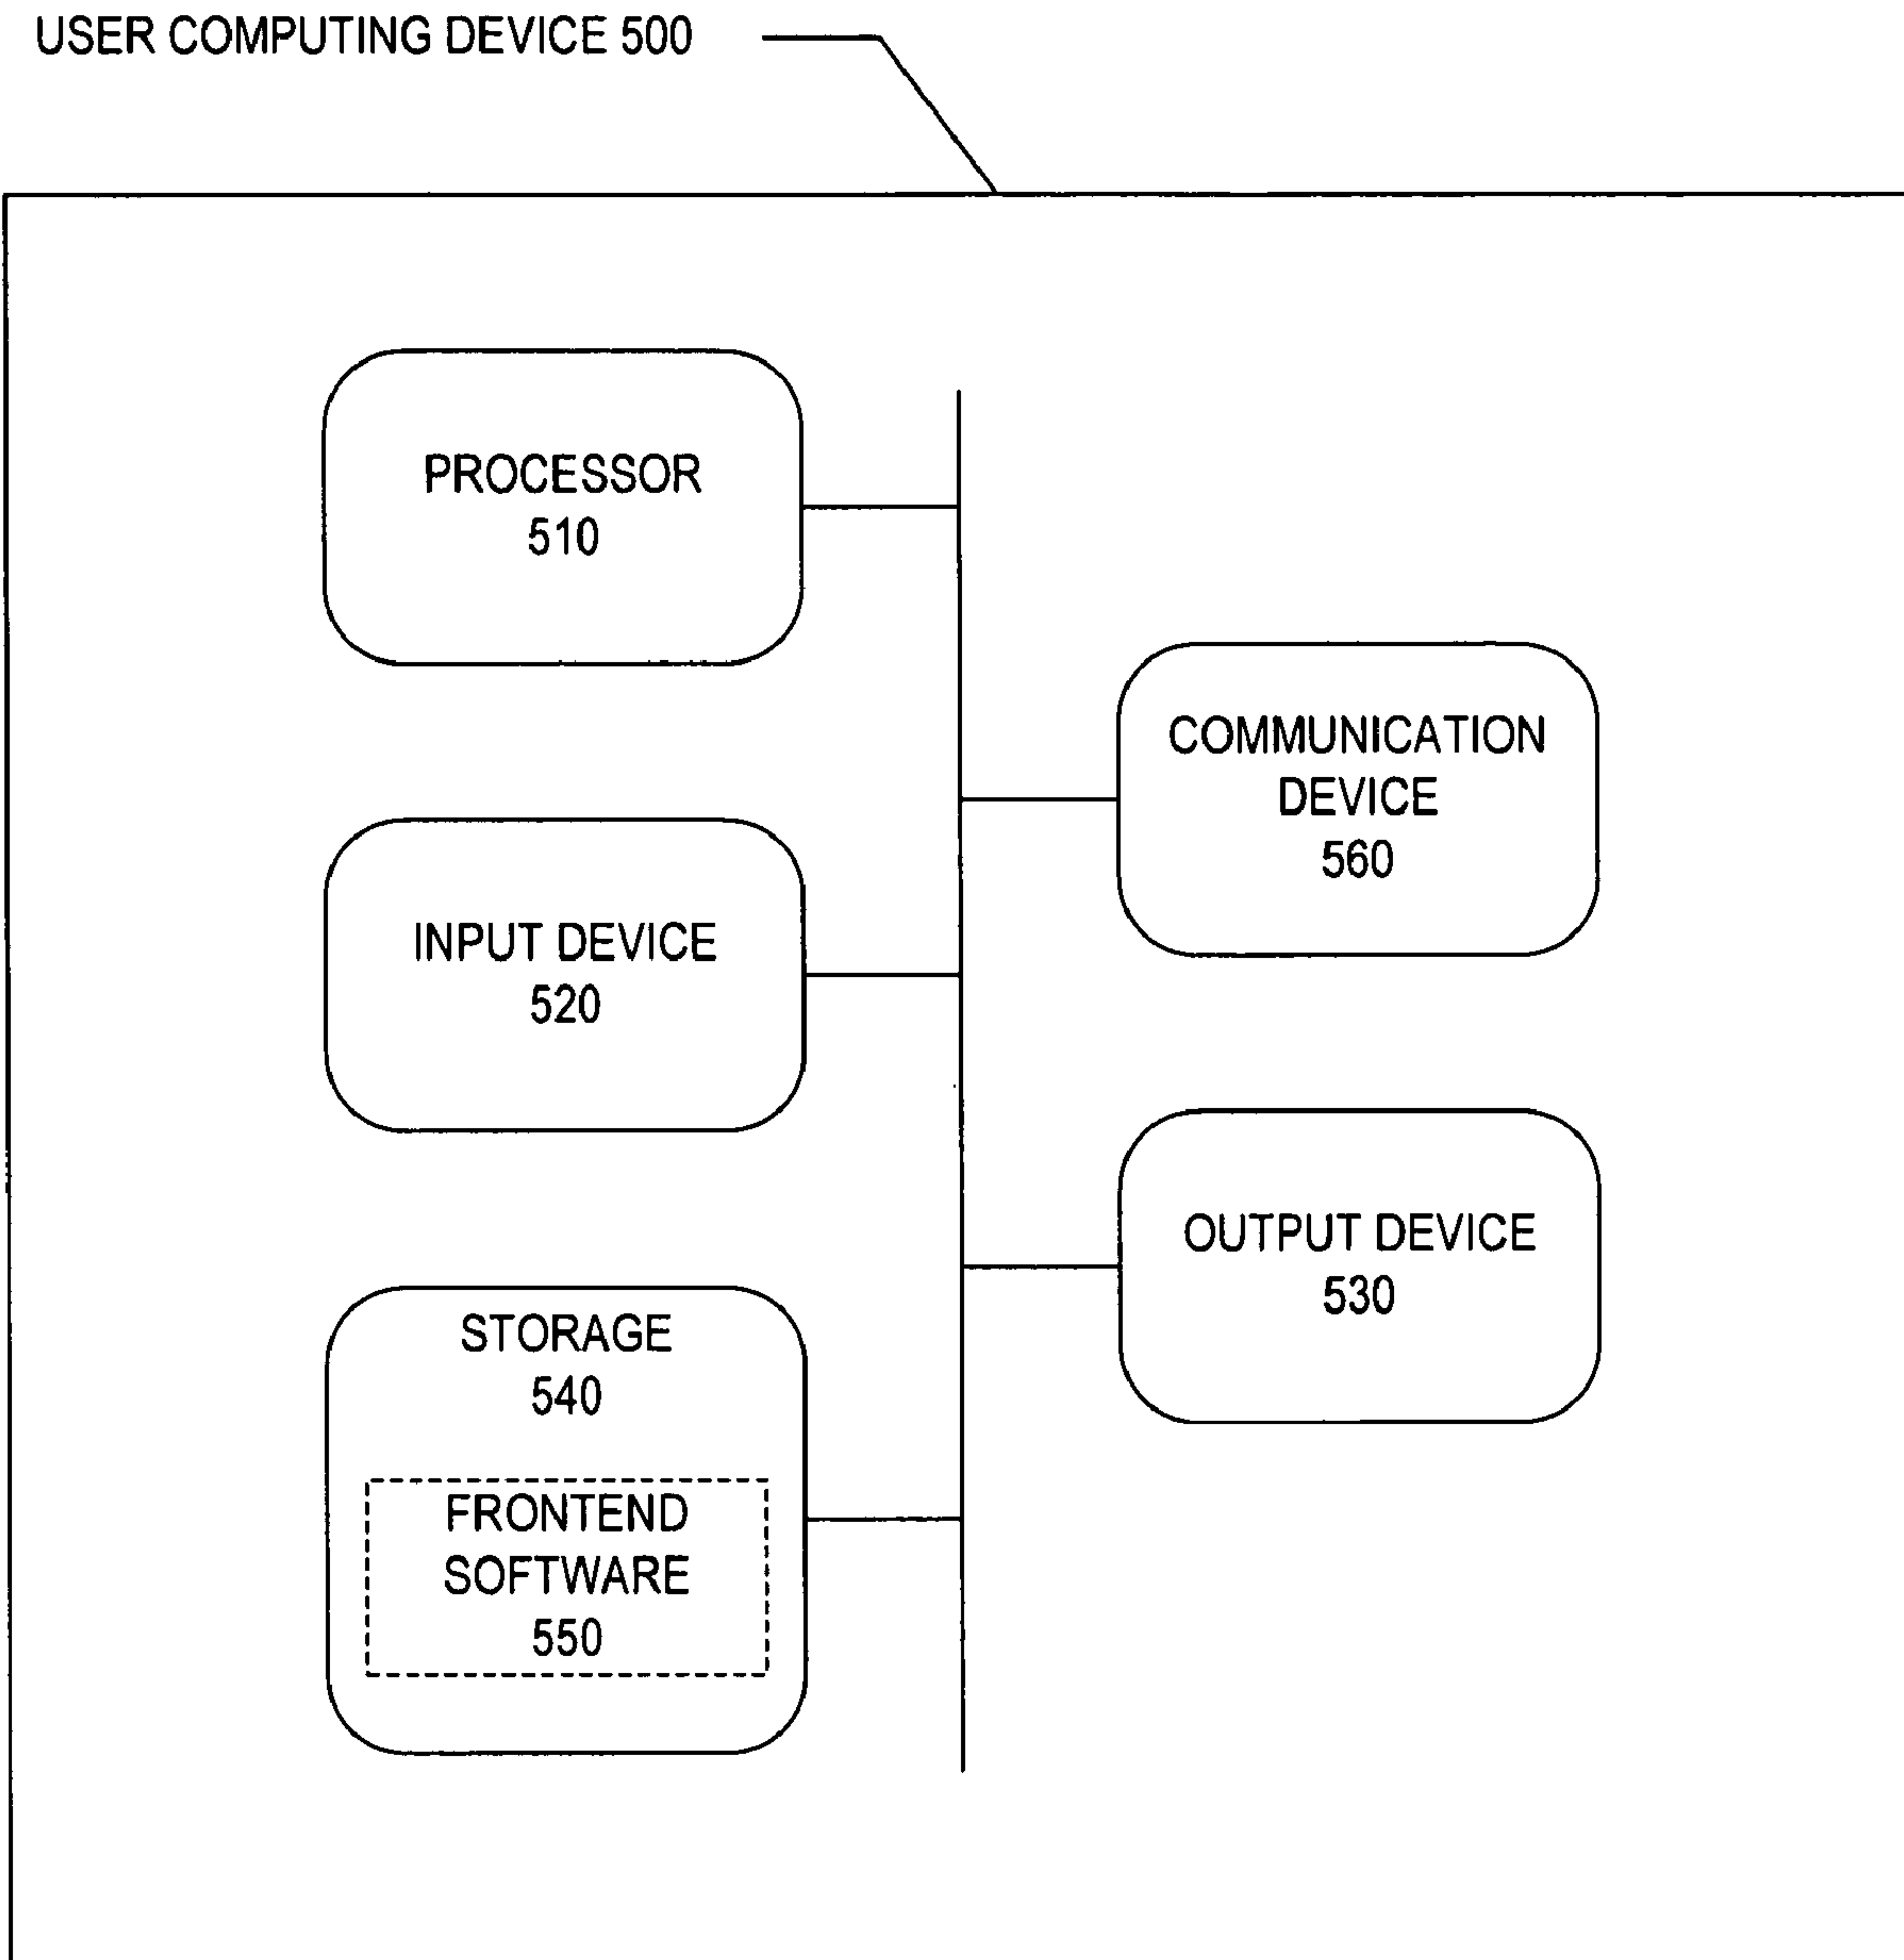 USER COMPUTING DEVICE 500
PROCESSOR
510
COMMUNICATION
DEVICE
560
INPUT DEVICE
520
OUTPUT DEVICE
530
STORAGE
540
FRONTEND
SOFTWARE
550